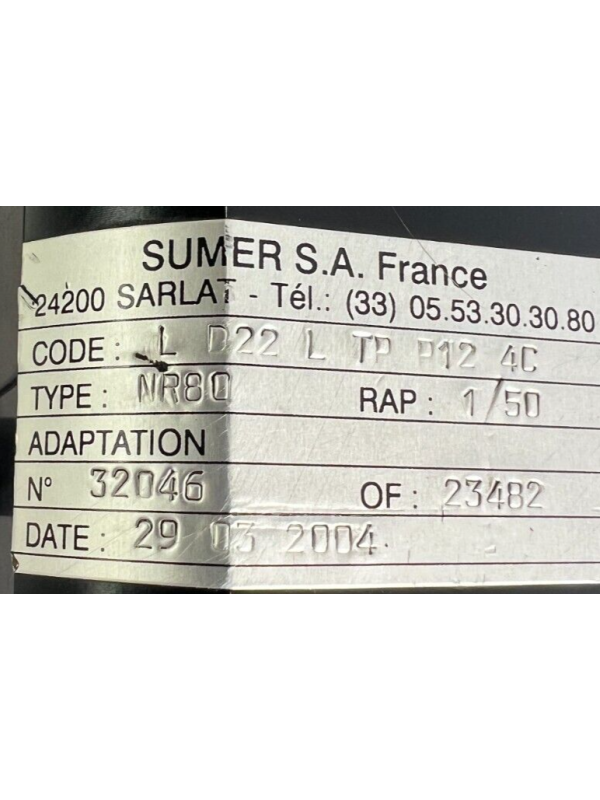 SUMER S.A. France
24200 SARLAT - Tél.: (33) 05.53.30.30.80
CODE : L D22 L TP P12 4C
TYPE : NR80 RAP : 1/50
ADAPTATION
N° 32046 OF : 23482
DATE : 29 03 2004